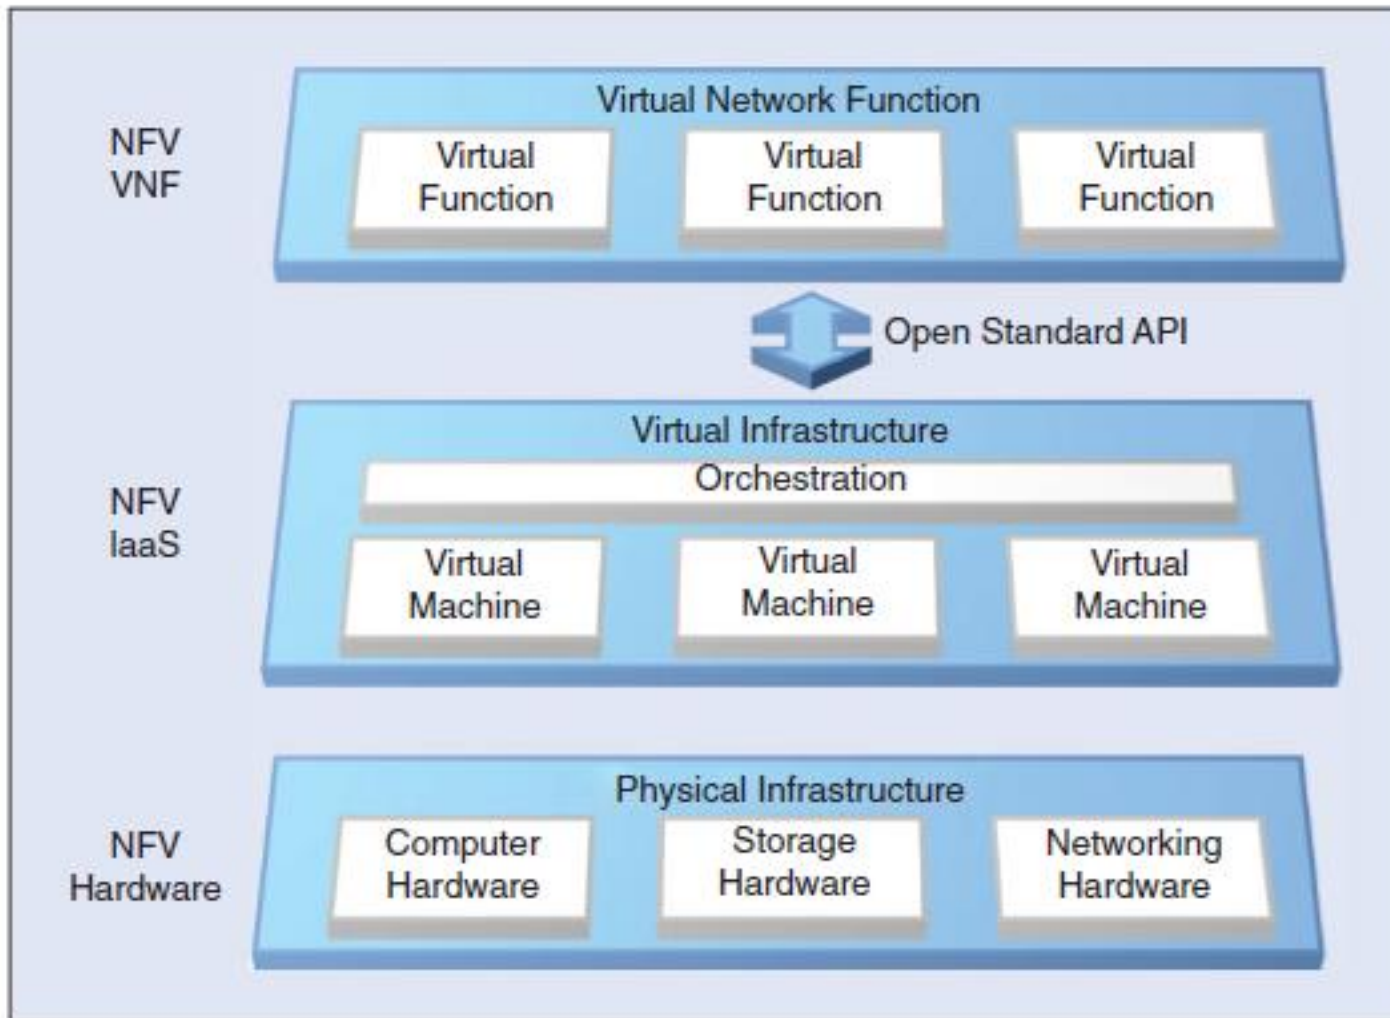 Virtual Network Function
NFV
VNF
Virtual
Function
Virtual
Function
Virtual
Function
Open Standard API
Virtual Infrastructure
Orchestration
NFV
IaaS
Virtual
Machine
Virtual
Machine
Virtual
Machine
Physical Infrastructure
NFV
Hardware
Computer
Hardware
Storage
Hardware
Networking
Hardware